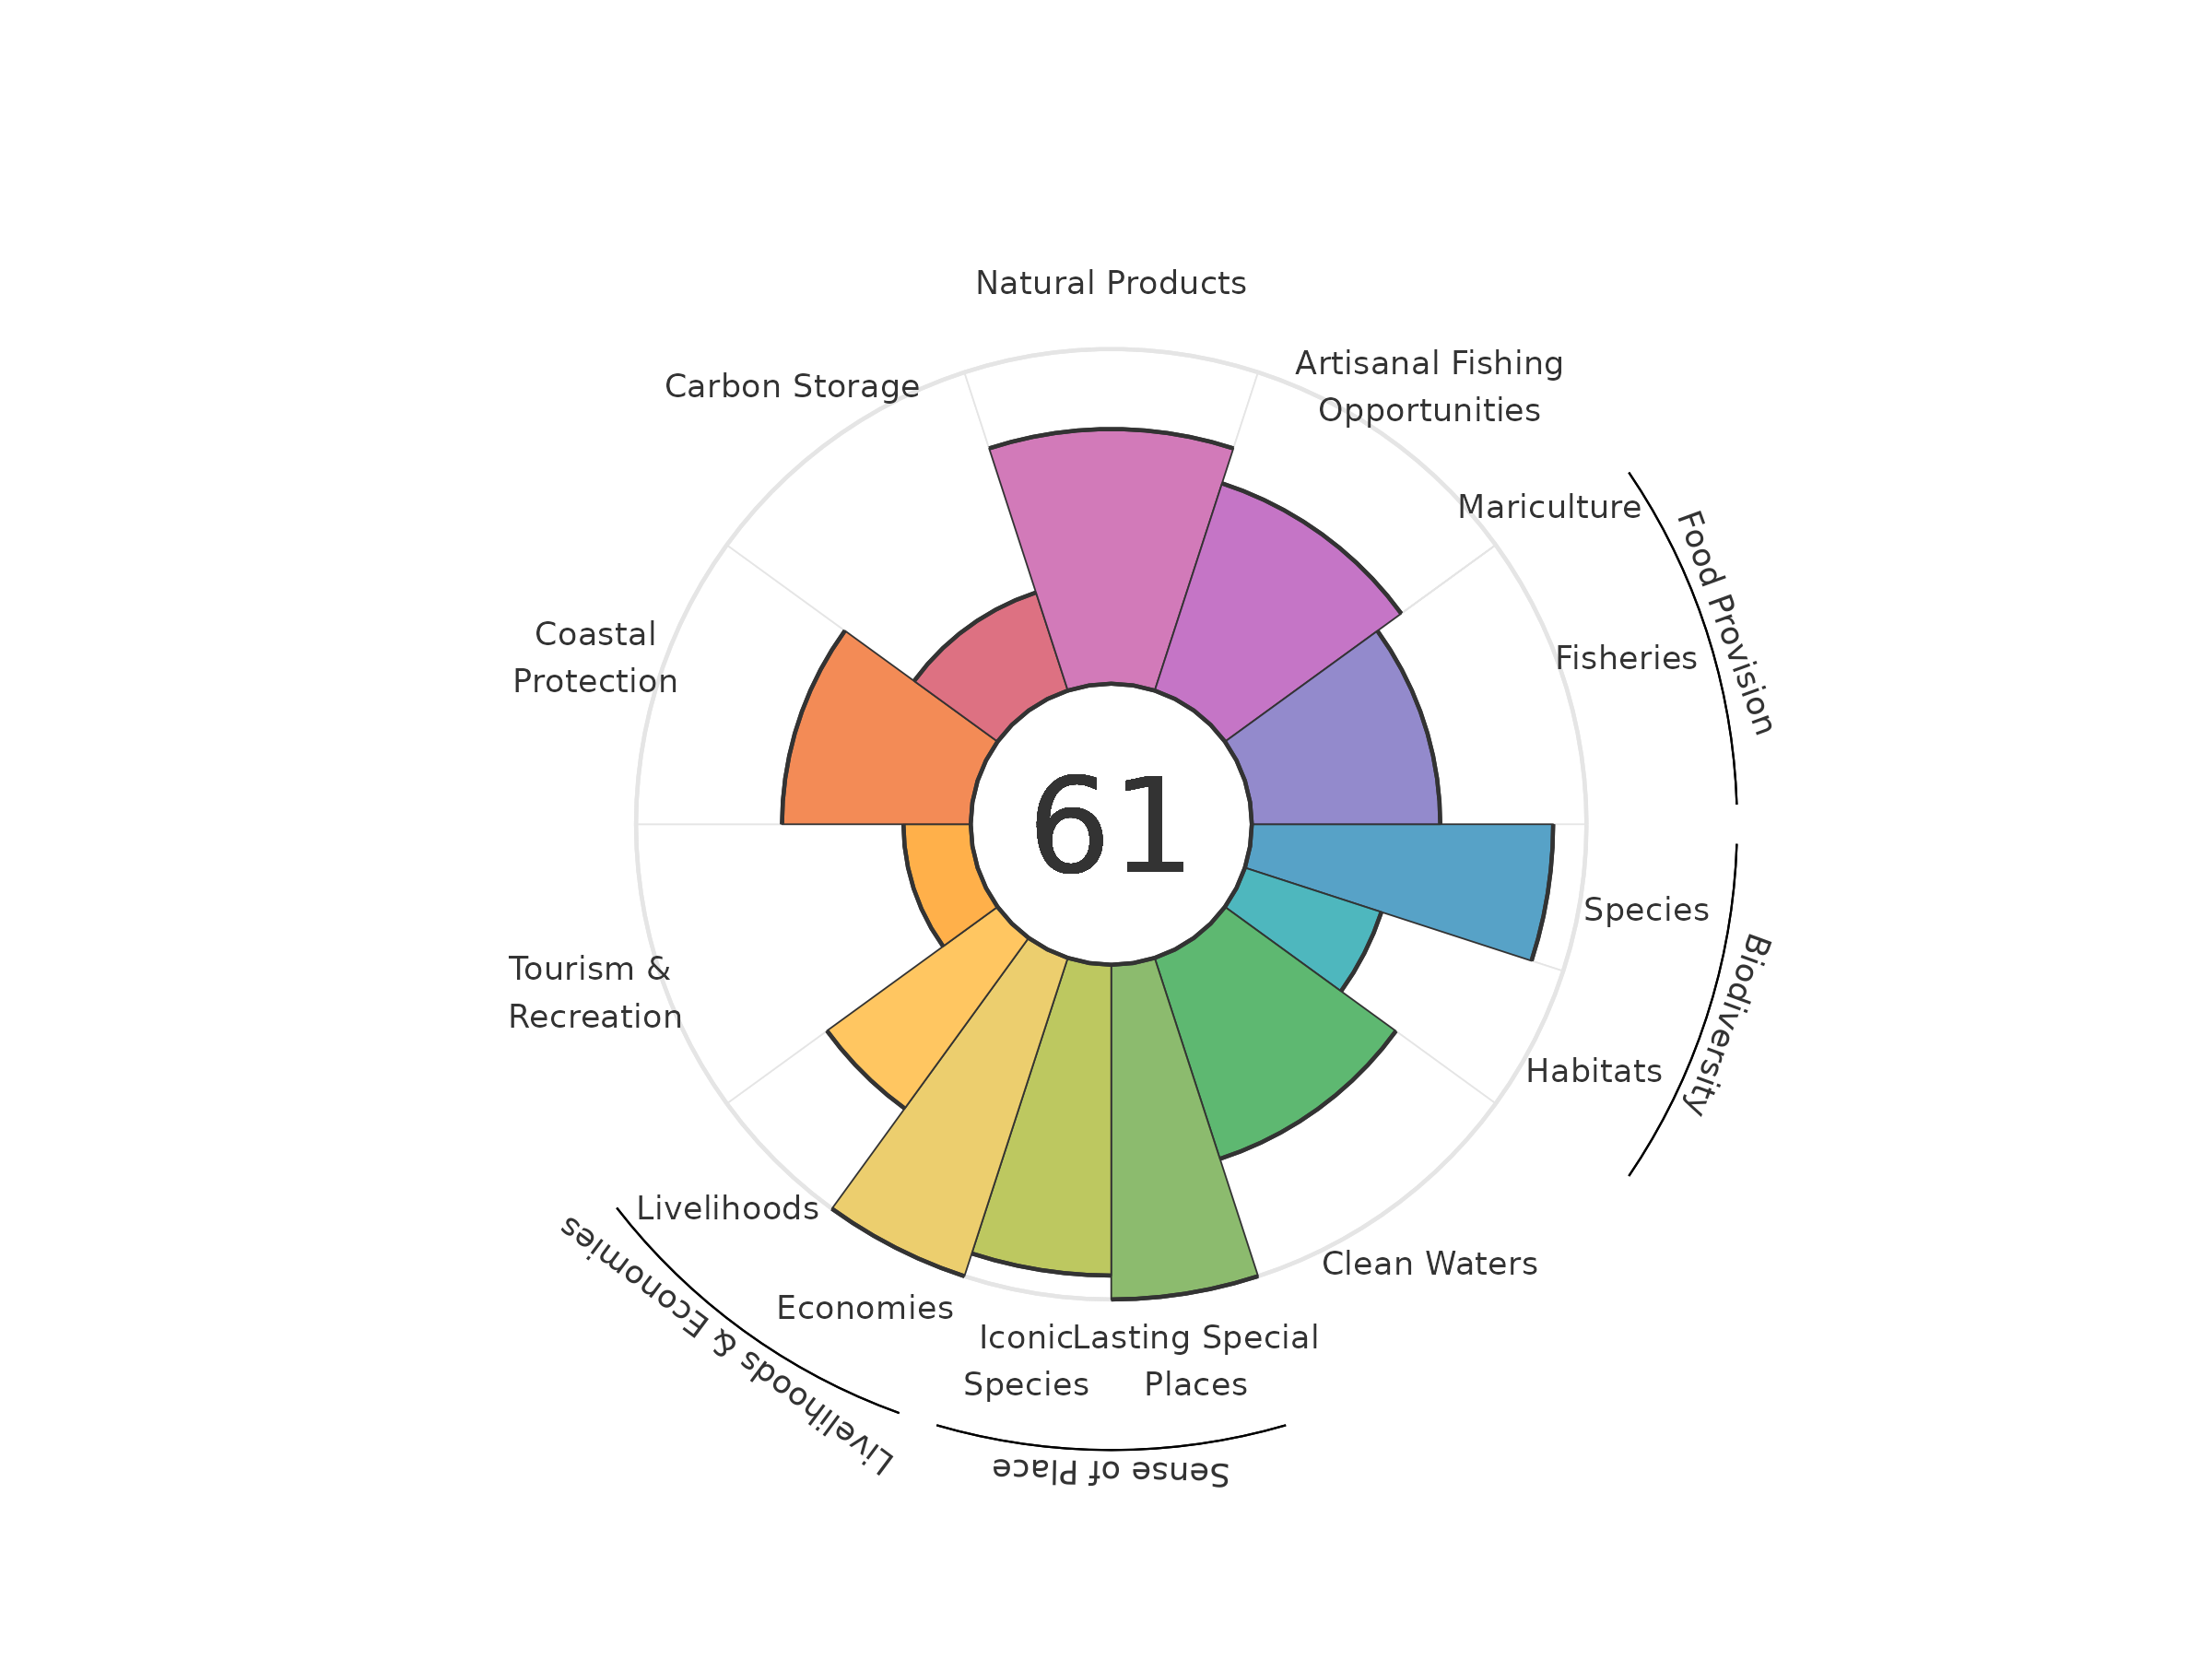 Natural Products
Artisanal Fishing
Opportunities
Carbon Storage
Mariculture
Food Provision
Coastal
Protection
Fisheries
61
Species
Biodiversity
Tourism &
Recreation
Habitats
Livelihoods
Clean Waters
Economies
Livelihoods & Economies
Iconic
Species
Lasting Special
Places
Sense of Place